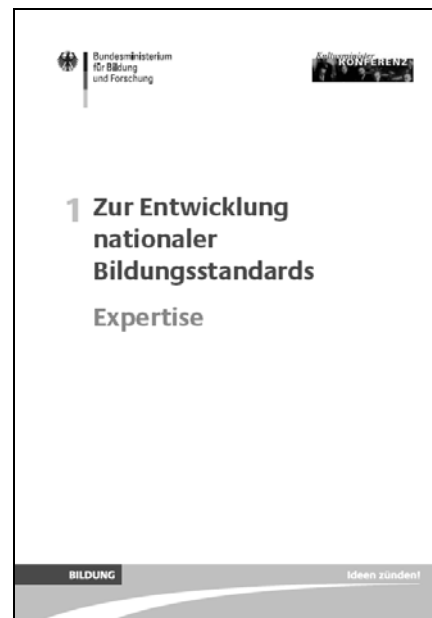 Bundesministerium
für Bildung
und Forschung
Kultusminister
KONFERENZ
1 Zur Entwicklung
nationaler
Bildungsstandards
Expertise
BILDUNG
Ideen zünden!